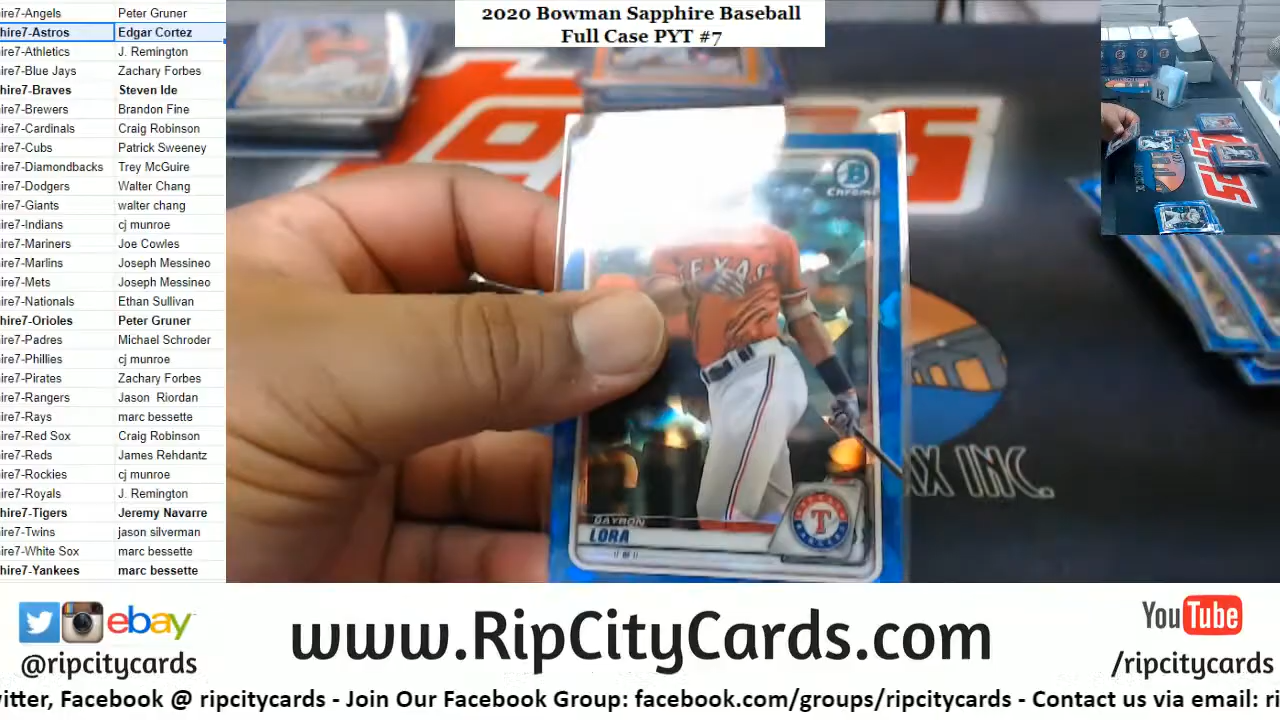 2020 Bowman Sapphire Baseball
Full Case PYT #7
ire7-Angels Peter Gruner
hire7-Astros Edgar Cortez
ire7-Athletics J. Remington
ire7-Blue Jays Zachary Forbes
hire7-Braves Steven Ide
ire7-Brewers Brandon Fine
ire7-Cardinals Craig Robinson
ire7-Cubs Patrick Sweeney
ire7-Diamondbacks Trey McGuire
ire7-Dodgers Walter Chang
ire7-Giants walter chang
ire7-Indians cj munroe
ire7-Mariners Joe Cowles
ire7-Marlins Joseph Messineo
ire7-Mets Joseph Messineo
ire7-Nationals Ethan Sullivan
hire7-Orioles Peter Gruner
ire7-Padres Michael Schroder
ire7-Phillies cj munroe
ire7-Pirates Zachary Forbes
ire7-Rangers Jason Riordan
ire7-Rays marc bessette
ire7-Red Sox Craig Robinson
ire7-Reds James Rehdantz
ire7-Rockies cj munroe
ire7-Royals J. Remington
hire7-Tigers Jeremy Navarre
ire7-Twins jason silverman
ire7-White Sox marc bessette
hire7-Yankees marc bessette
B
Chrome
TEXAS
BAYRON
LORA
T
INC.
ebay
@ripcitycards
www.RipCityCards.com
YouTube
/ripcitycards
witter, Facebook @ ripcitycards - Join Our Facebook Group: facebook.com/groups/ripcitycards - Contact us via email: ri